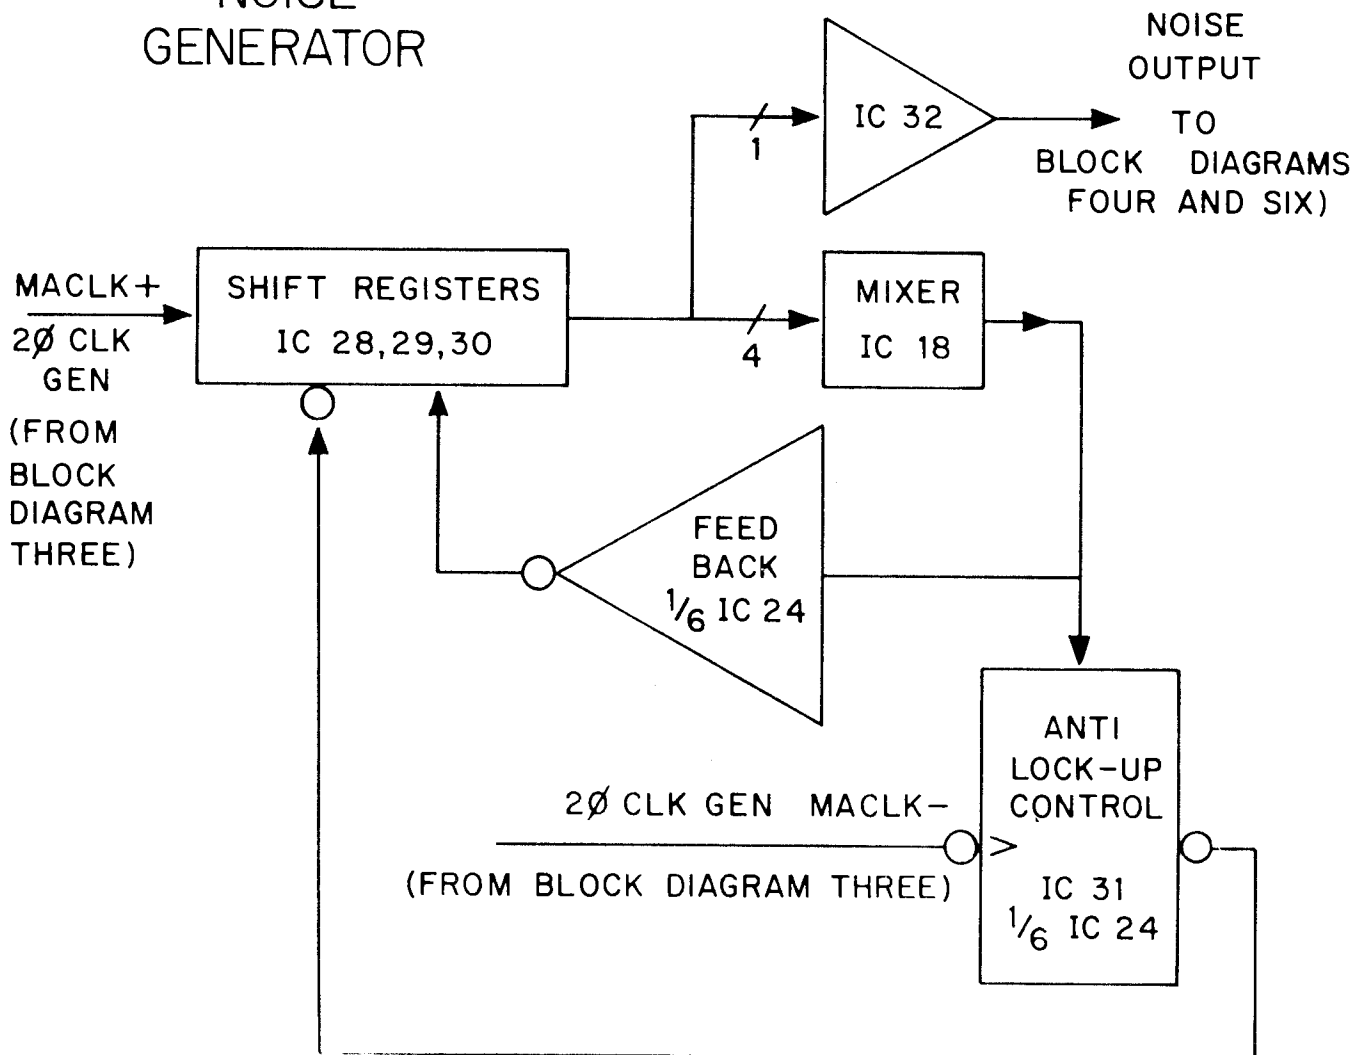 NOISE
GENERATOR
NOISE
OUTPUT
TO
BLOCK DIAGRAMS
FOUR AND SIX)
IC 32
1
MACLK+
2Ø CLK
GEN
(FROM
BLOCK
DIAGRAM
THREE)
SHIFT REGISTERS
IC 28,29,30
4
MIXER
IC 18
FEED
BACK
1/6 IC 24
2Ø CLK GEN MACLK-
(FROM BLOCK DIAGRAM THREE)
>
ANTI
LOCK-UP
CONTROL
IC 31
1/6 IC 24